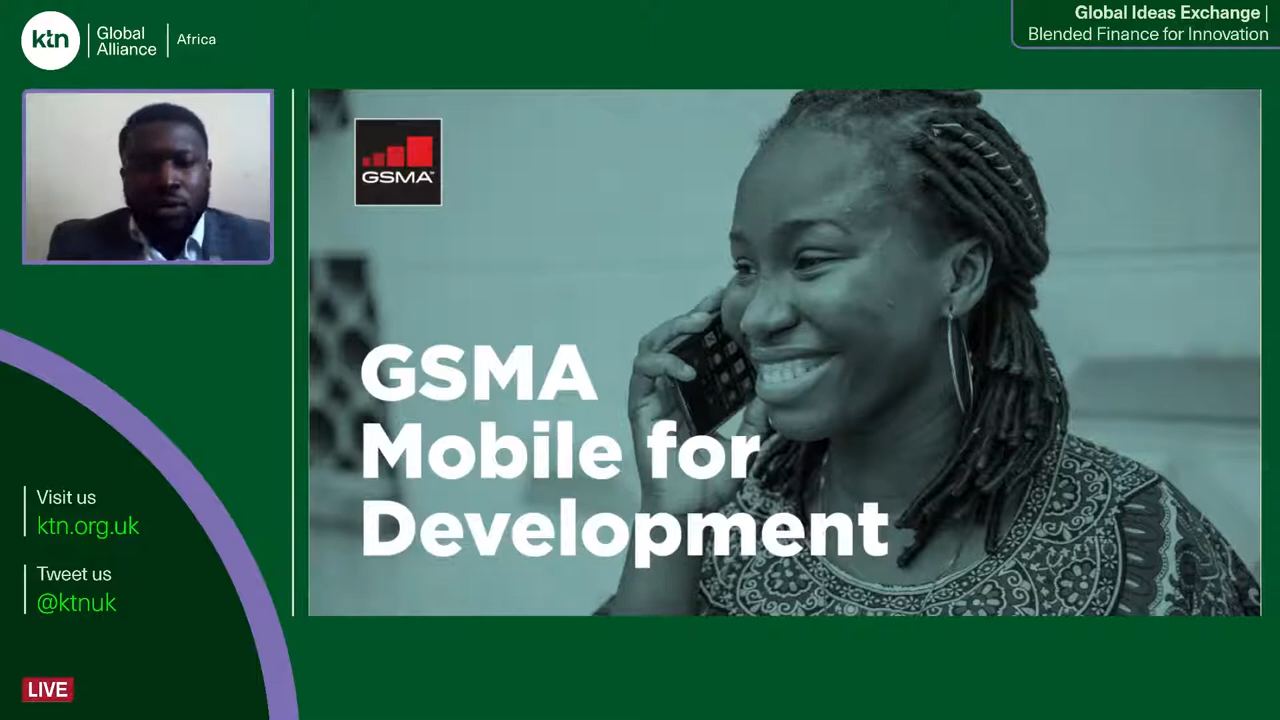 ktn
Global
Alliance
Africa
Global Ideas Exchange |
Blended Finance for Innovation
GSMA™
GSMA
Mobile for
Development
Visit us
ktn.org.uk
Tweet us
@ktnuk
LIVE